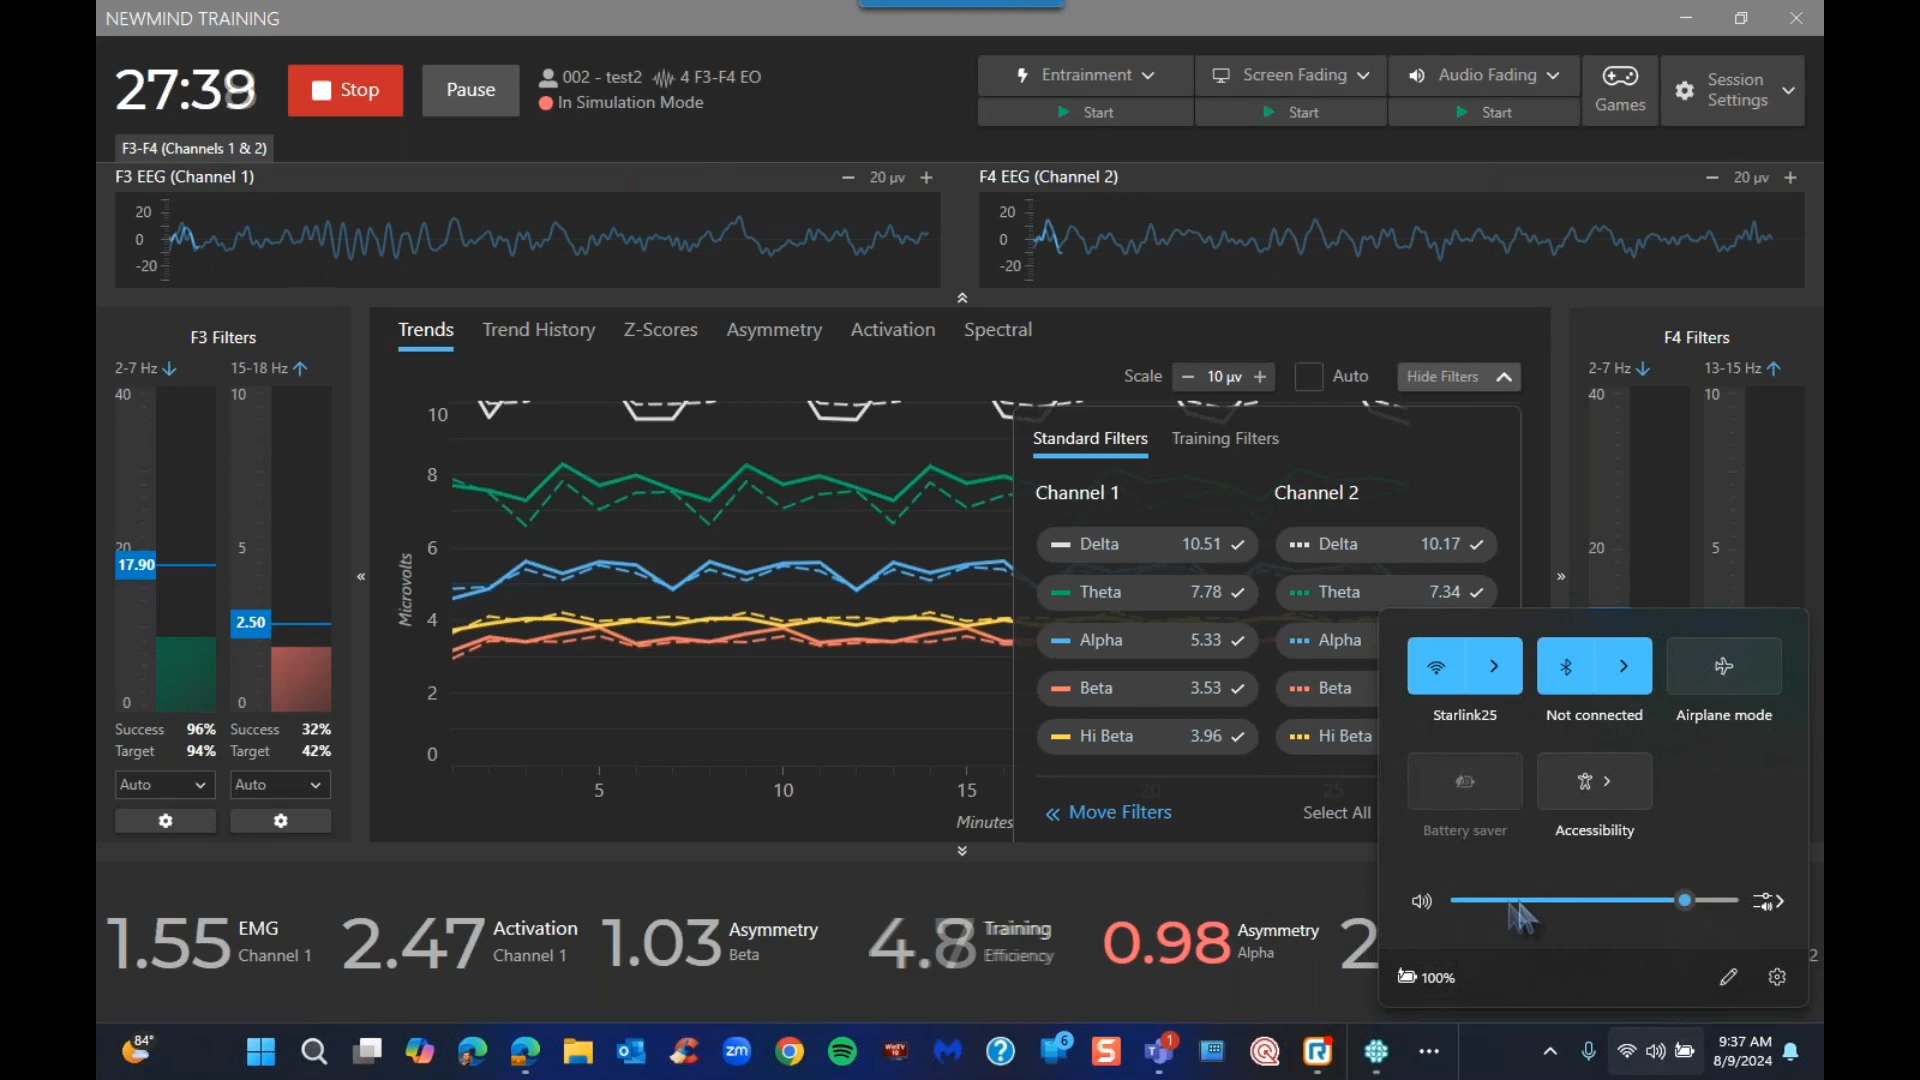 NEWMIND TRAINING
Stop
Pause
002 - test2
4 F3-F4 EO
In Simulation Mode
Entrainment
Start
Screen Fading
Start
Audio Fading
Start
Games
Session
Settings
F3-F4 (Channels 1 & 2)
F3 EEG (Channel 1)
20 μv
20
0
-20
F4 EEG (Channel 2)
20 μv
20
0
-20
F3 Filters
2-7 Hz
15-18 Hz
40
10
20
5
17.90
2.50
0
0
Success 96%
Success 32%
Target 94%
Target 42%
Auto
Auto
Trends
Trend History
Z-Scores
Asymmetry
Activation
Spectral
Scale
10 μv
Auto
Hide Filters
10
8
6
4
2
0
Microvolts
5
10
15
20
25
Minutes
Standard Filters
Training Filters
Channel 1
Channel 2
Delta 10.51
Delta 10.17
Theta 7.78
Theta 7.34
Alpha 5.33
Alpha
Beta 3.53
Beta
Hi Beta 3.96
Hi Beta
Move Filters
Select All
F4 Filters
2-7 Hz
13-15 Hz
40
10
20
5
Starlink25
Not connected
Airplane mode
Battery saver
Accessibility
100%
1.55
EMG
Channel 1
2.47
Activation
Channel 1
1.03
Asymmetry
Beta
Training
Efficiency
0.98
Asymmetry
Alpha
2
2
84°
zm
6
1
9:37 AM
8/9/2024